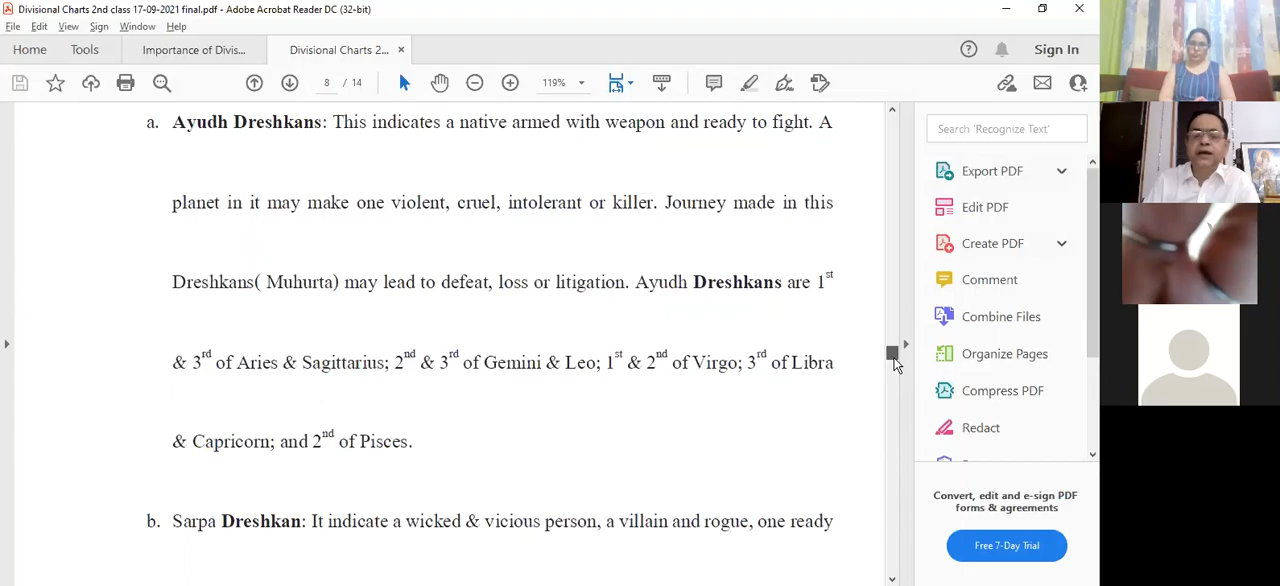 Divisional Charts 2nd class 17-09-2021 final.pdf - Adobe Acrobat Reader DC (32-bit)
File Edit View Sign Window Help
Home Tools Importance of Divis... Divisional Charts 2... × Sign In
8 / 14 119%
a. Ayudh Dreshkans: This indicates a native armed with weapon and ready to fight. A
planet in it may make one violent, cruel, intolerant or killer. Journey made in this
Dreshkans( Muhurta) may lead to defeat, loss or litigation. Ayudh Dreshkans are 1st
& 3rd of Aries & Sagittarius; 2nd & 3rd of Gemini & Leo; 1st & 2nd of Virgo; 3rd of Libra
& Capricorn; and 2nd of Pisces.
b. Sarpa Dreshkan: It indicate a wicked & vicious person, a villain and rogue, one ready
Search 'Recognize Text'
Export PDF
Edit PDF
Create PDF
Comment
Combine Files
Organize Pages
Compress PDF
Redact
Convert, edit and e-sign PDF
forms & agreements
Free 7-Day Trial